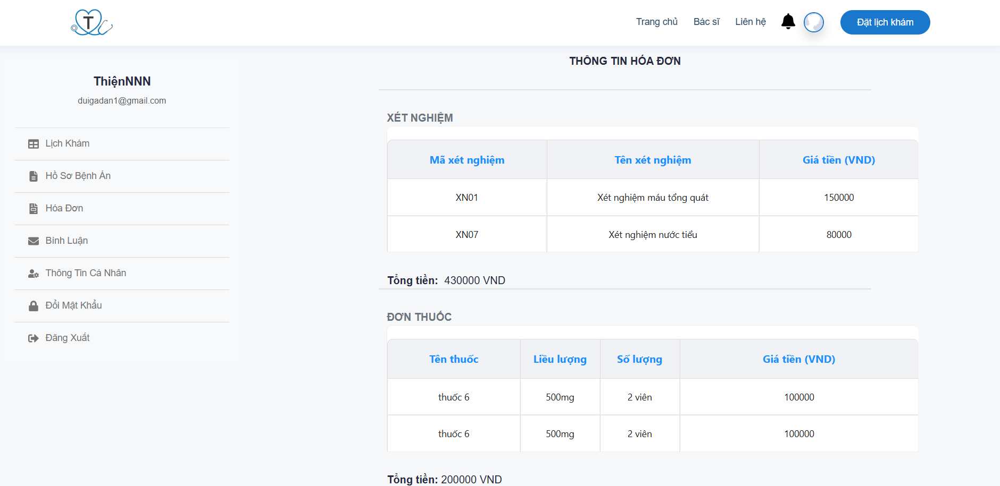 T
Trang chủ Bác sĩ Liên hệ Đặt lịch khám
ThiệnNNN
duigadan1@gmail.com
Lịch Khám
Hồ Sơ Bệnh Án
Hóa Đơn
Bình Luận
Thông Tin Cá Nhân
Đổi Mật Khẩu
Đăng Xuất
THÔNG TIN HÓA ĐƠN
XÉT NGHIỆM
Mã xét nghiệm Tên xét nghiệm Giá tiền (VND)
XN01 Xét nghiệm máu tổng quát 150000
XN07 Xét nghiệm nước tiểu 80000
Tổng tiền: 430000 VND
ĐƠN THUỐC
Tên thuốc Liều lượng Số lượng Giá tiền (VND)
thuốc 6 500mg 2 viên 100000
thuốc 6 500mg 2 viên 100000
Tổng tiền: 200000 VND